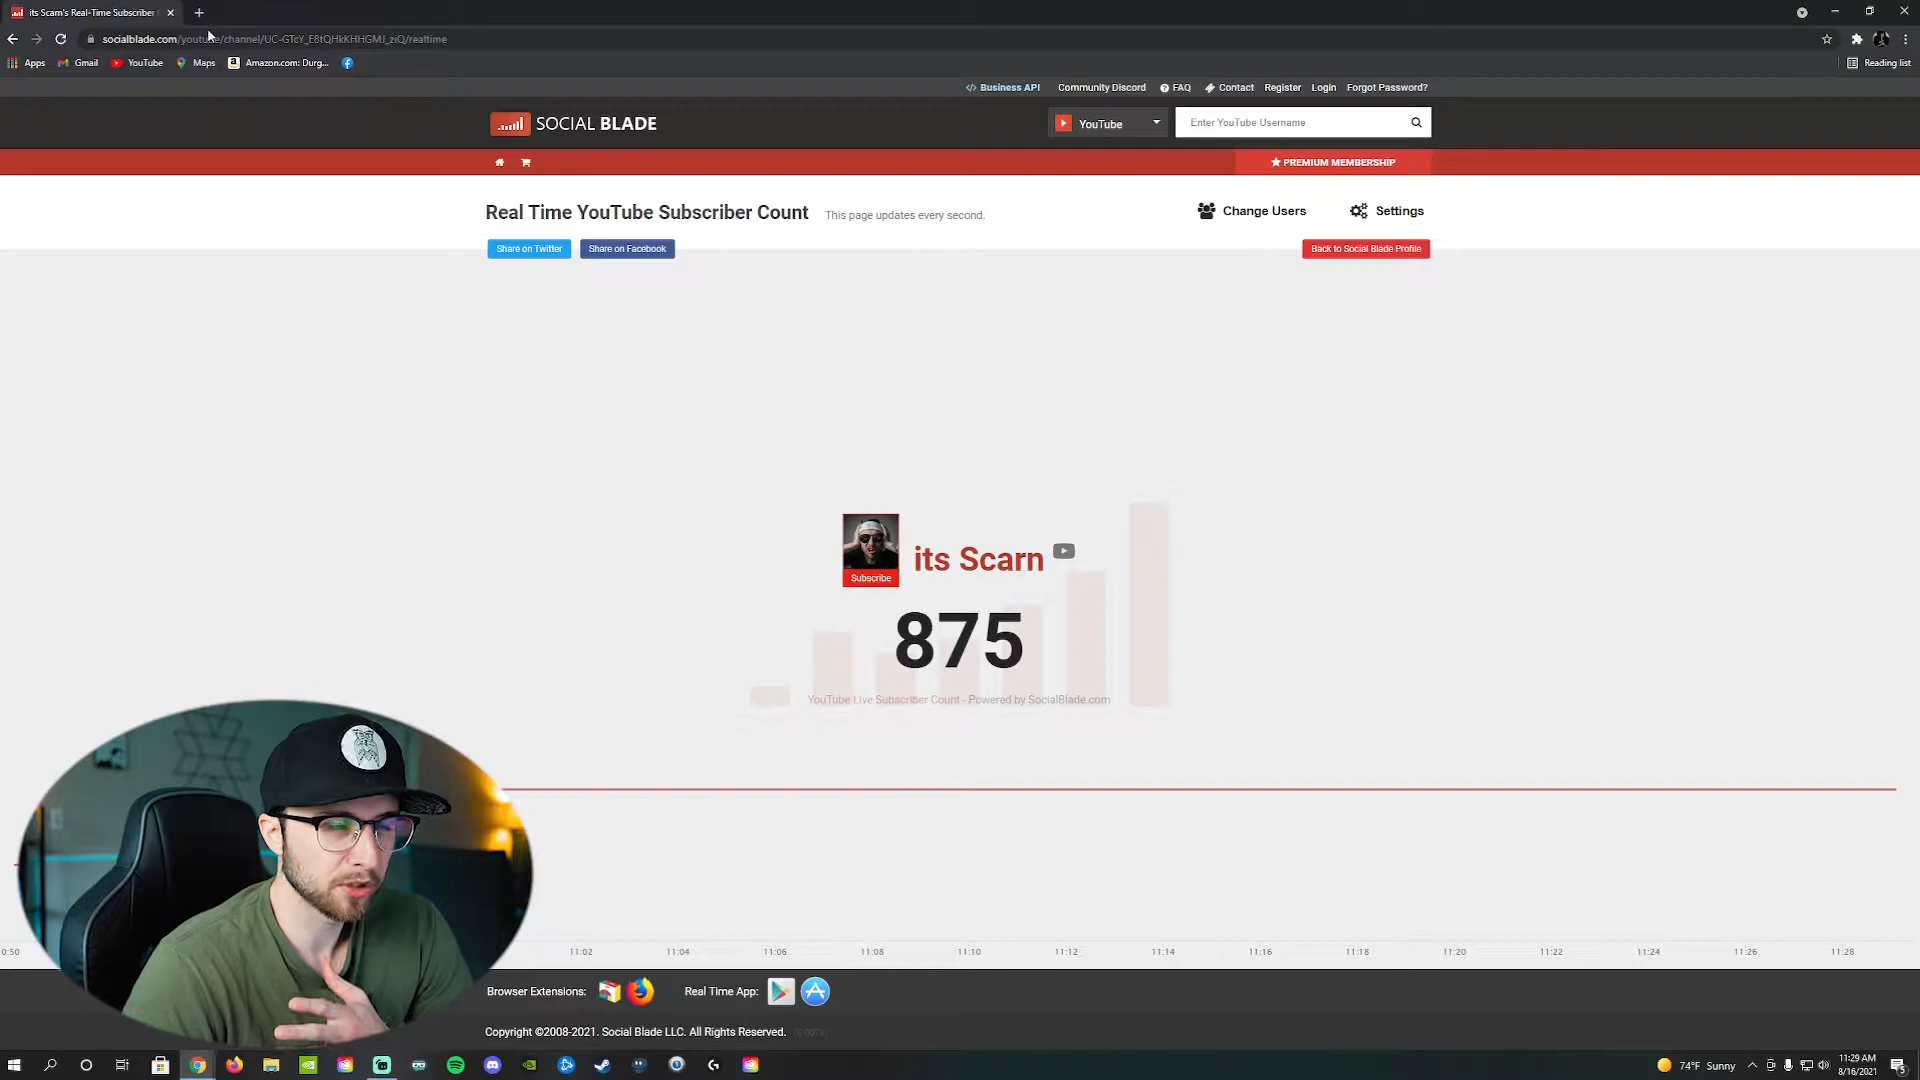 its Scarn's Real-Time Subscriber
socialblade.com/youtube/channel/UC-GTcY_E8tQHkKHHGMJ_ziQ/realtime
Apps Gmail YouTube Maps Amazon.com: Durg... Reading list
Business API Community Discord FAQ Contact Register Login Forgot Password?
SOCIAL BLADE YouTube Enter YouTube Username
PREMIUM MEMBERSHIP
Real Time YouTube Subscriber Count This page updates every second. Change Users Settings
Share on Twitter Share on Facebook Back to Social Blade Profile
its Scarn
Subscribe
875
YouTube Live Subscriber Count - Powered by SocialBlade.com
0:50 11:02 11:04 11:06 11:08 11:10 11:12 11:14 11:16 11:18 11:20 11:22 11:24 11:26 11:28
Browser Extensions: Real Time App:
Copyright ©2008-2021. Social Blade LLC. All Rights Reserved.
74°F Sunny 11:29 AM
8/16/2021